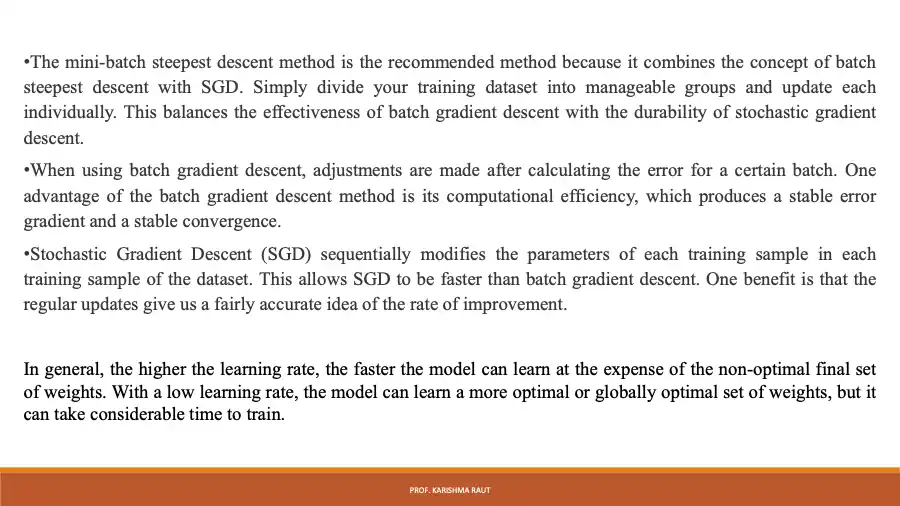 •The mini-batch steepest descent method is the recommended method because it combines the concept of batch
steepest descent with SGD. Simply divide your training dataset into manageable groups and update each
individually. This balances the effectiveness of batch gradient descent with the durability of stochastic gradient
descent.
•When using batch gradient descent, adjustments are made after calculating the error for a certain batch. One
advantage of the batch gradient descent method is its computational efficiency, which produces a stable error
gradient and a stable convergence.
•Stochastic Gradient Descent (SGD) sequentially modifies the parameters of each training sample in each
training sample of the dataset. This allows SGD to be faster than batch gradient descent. One benefit is that the
regular updates give us a fairly accurate idea of the rate of improvement.
In general, the higher the learning rate, the faster the model can learn at the expense of the non-optimal final set
of weights. With a low learning rate, the model can learn a more optimal or globally optimal set of weights, but it
can take considerable time to train.
PROF. KARISHMA RAUT